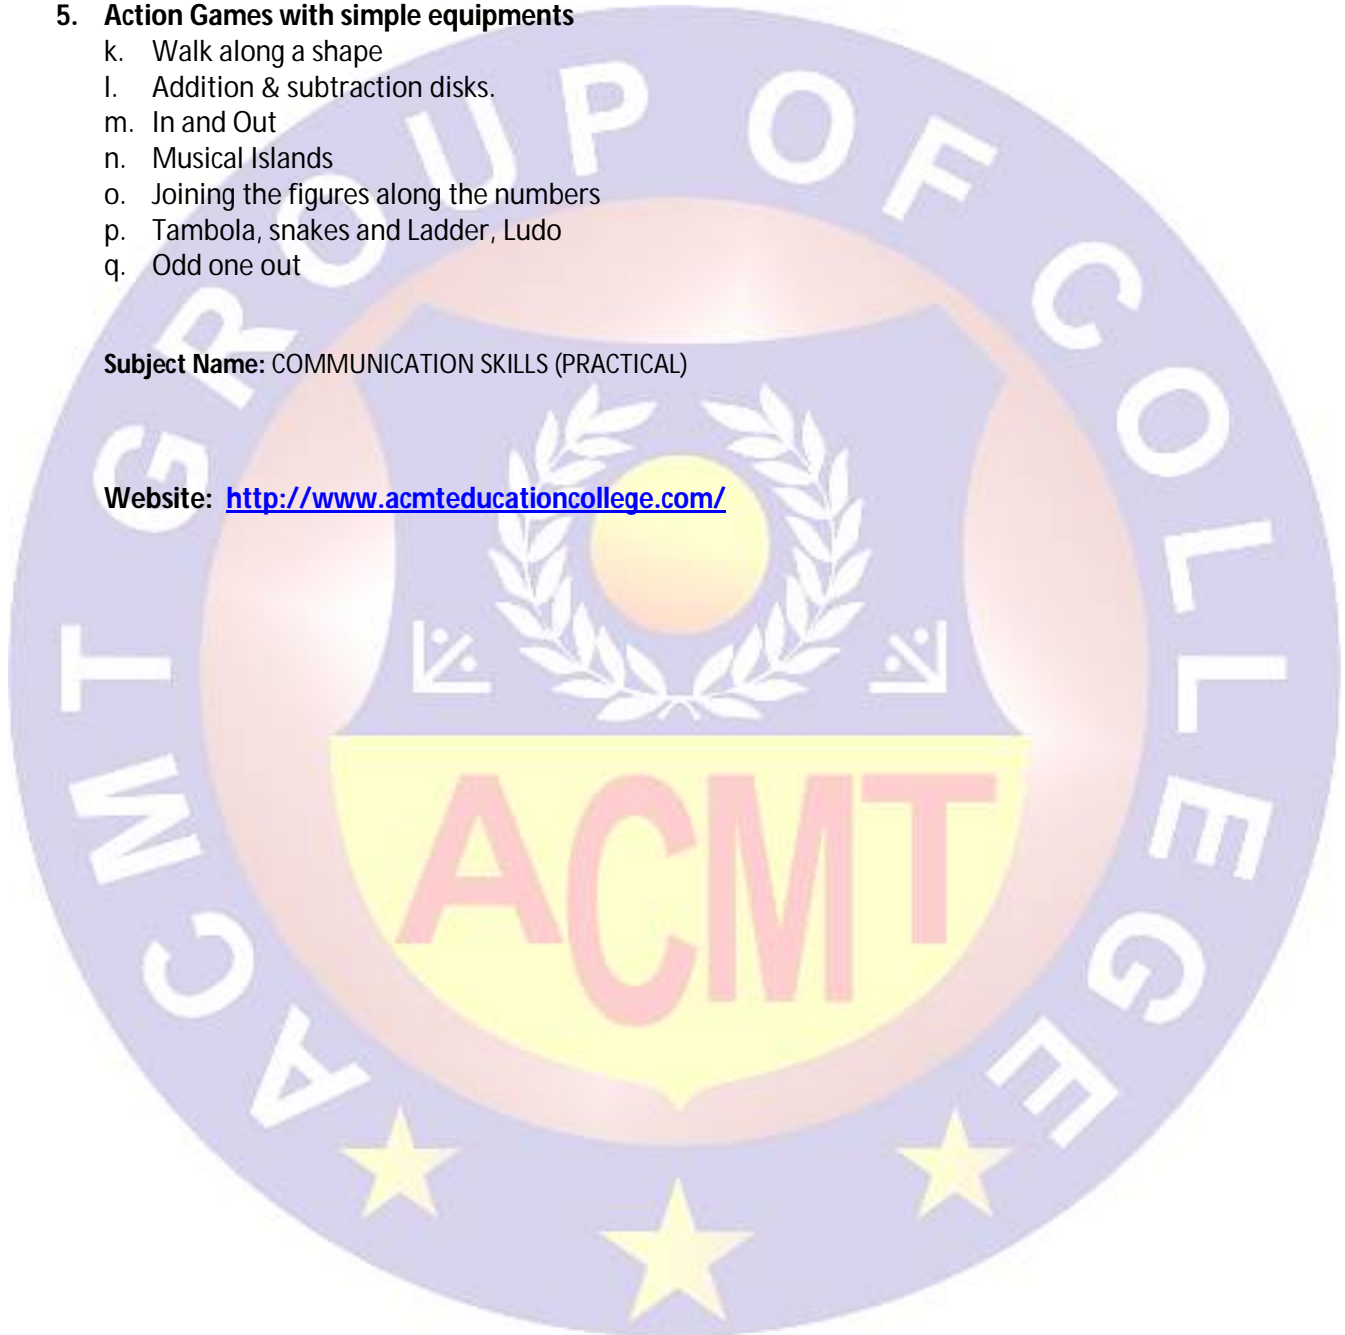 5. Action Games with simple equipments
k. Walk along a shape
l. Addition & subtraction disks.
m. In and Out
n. Musical Islands
o. Joining the figures along the numbers
p. Tambola, snakes and Ladder, Ludo
q. Odd one out
Subject Name: COMMUNICATION SKILLS (PRACTICAL)
Website: http://www.acmteducationcollege.com/
ACMT GROUP OF COLLEGE
ACMT